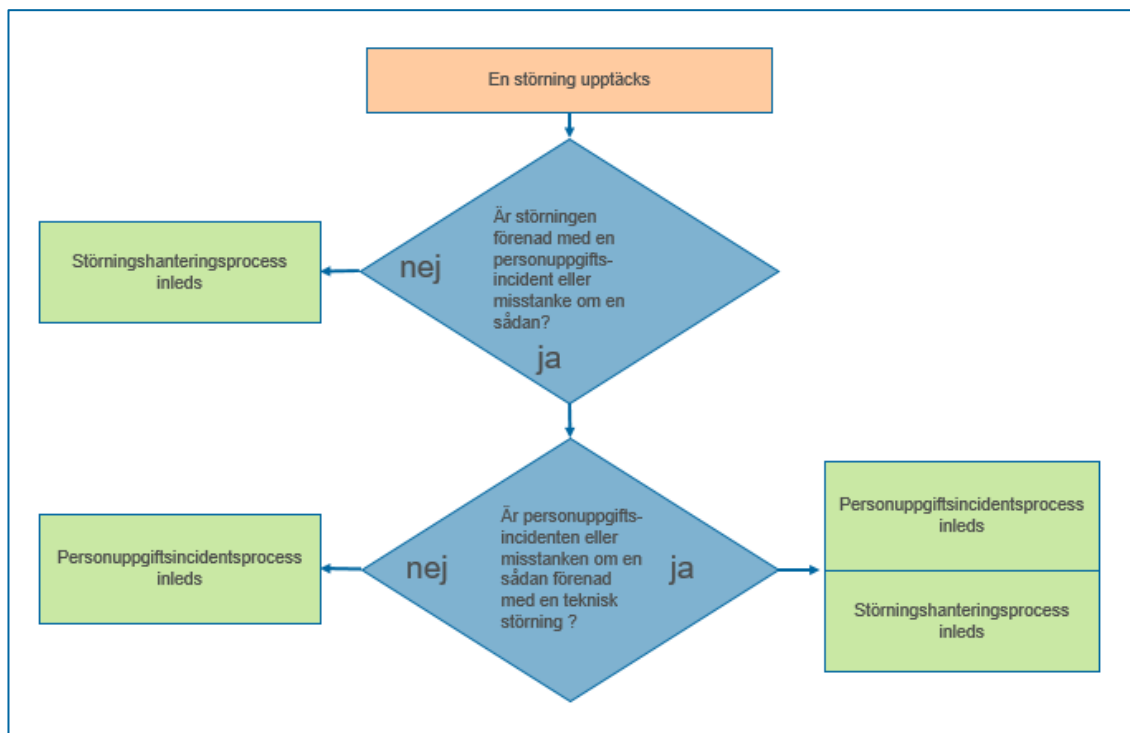 En störning upptäcks
Är störningen
förenad med en
personuppgifts-
incident eller
misstanke om en
sådan?
nej
ja
Störningshanteringsprocess
inleds
Är personuppgifts-
incidenten eller
misstanken om en
sådan förenad
med en teknisk
störning ?
nej
ja
Personuppgiftsincidentsprocess
inleds
Personuppgiftsincidentsprocess
inleds
Störningshanteringsprocess
inleds